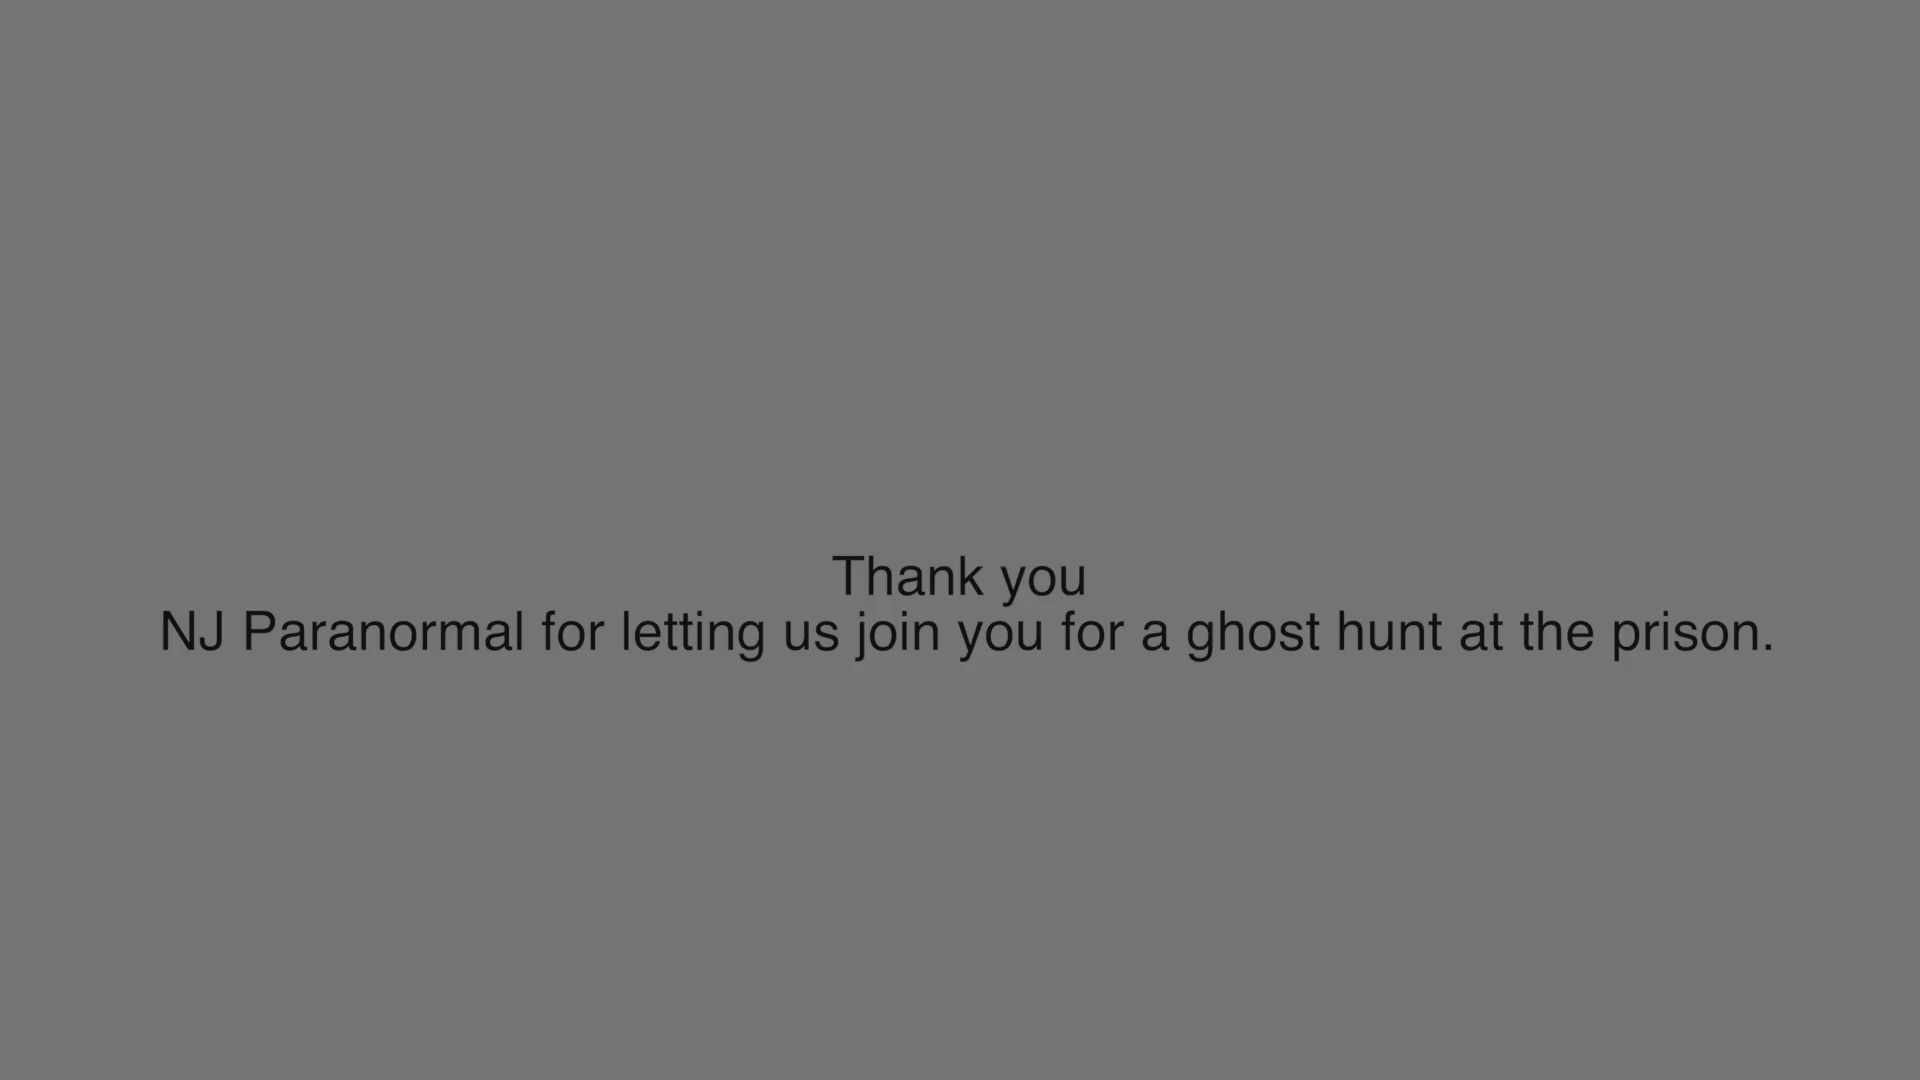 Thank you
NJ Paranormal for letting us join you for a ghost hunt at the prison.